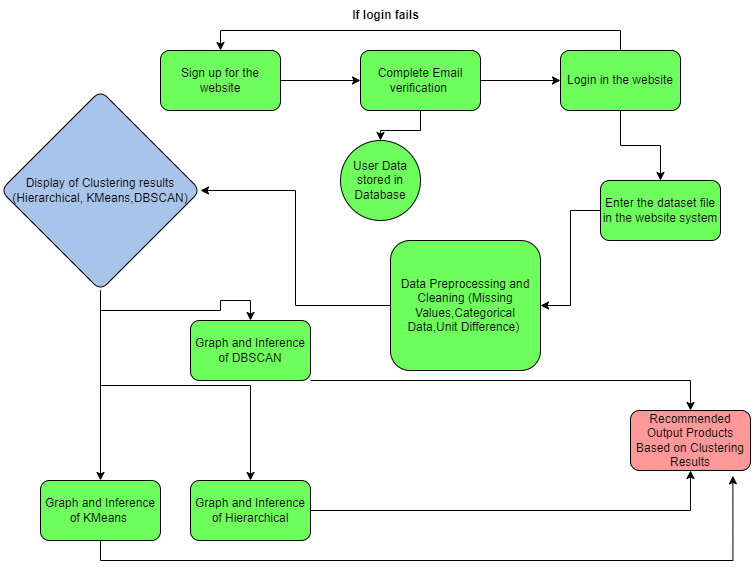 If login fails
Sign up for the
website
Complete Email
verification
Login in the website
User Data
stored in
Database
Display of Clustering results
(Hierarchical, KMeans,DBSCAN)
Enter the dataset file
in the website system
Data Preprocessing and
Cleaning (Missing
Values,Categorical
Data,Unit Difference)
Graph and Inference
of DBSCAN
Recommended
Output Products
Based on Clustering
Results
Graph and Inference
of KMeans
Graph and Inference
of Hierarchical